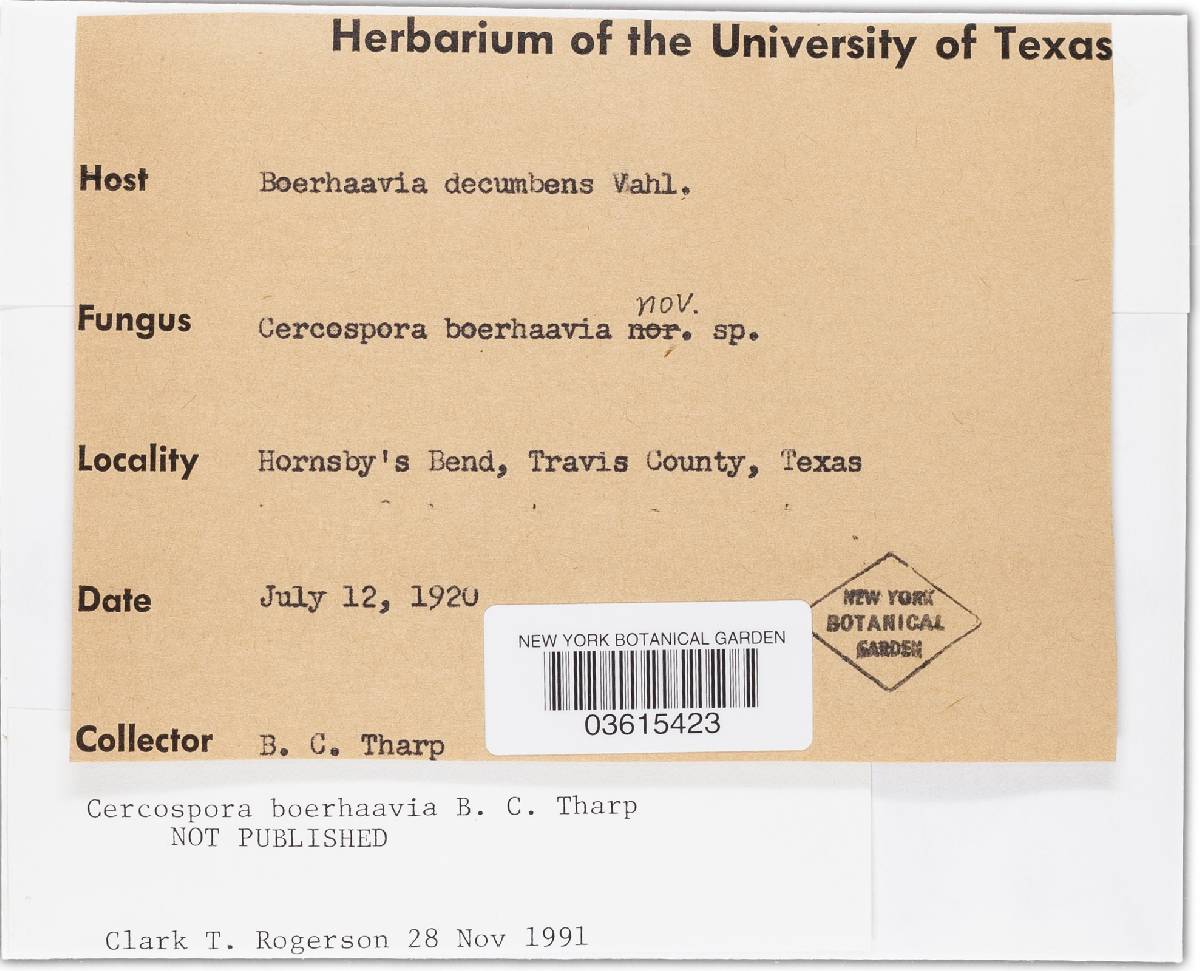 Herbarium of the University of Texas
Host Boerhaavia decumbens Vahl.
nov.
Fungus Cercospora boerhaavia nor. sp.
Locality Hornsby's Bend, Travis County, Texas
Date July 12, 1920
NEW YORK
BOTANICAL
GARDEN
NEW YORK BOTANICAL GARDEN
03615423
Collector B. C. Tharp
Cercospora boerhaavia B. C. Tharp
NOT PUBLISHED
Clark T. Rogerson 28 Nov 1991